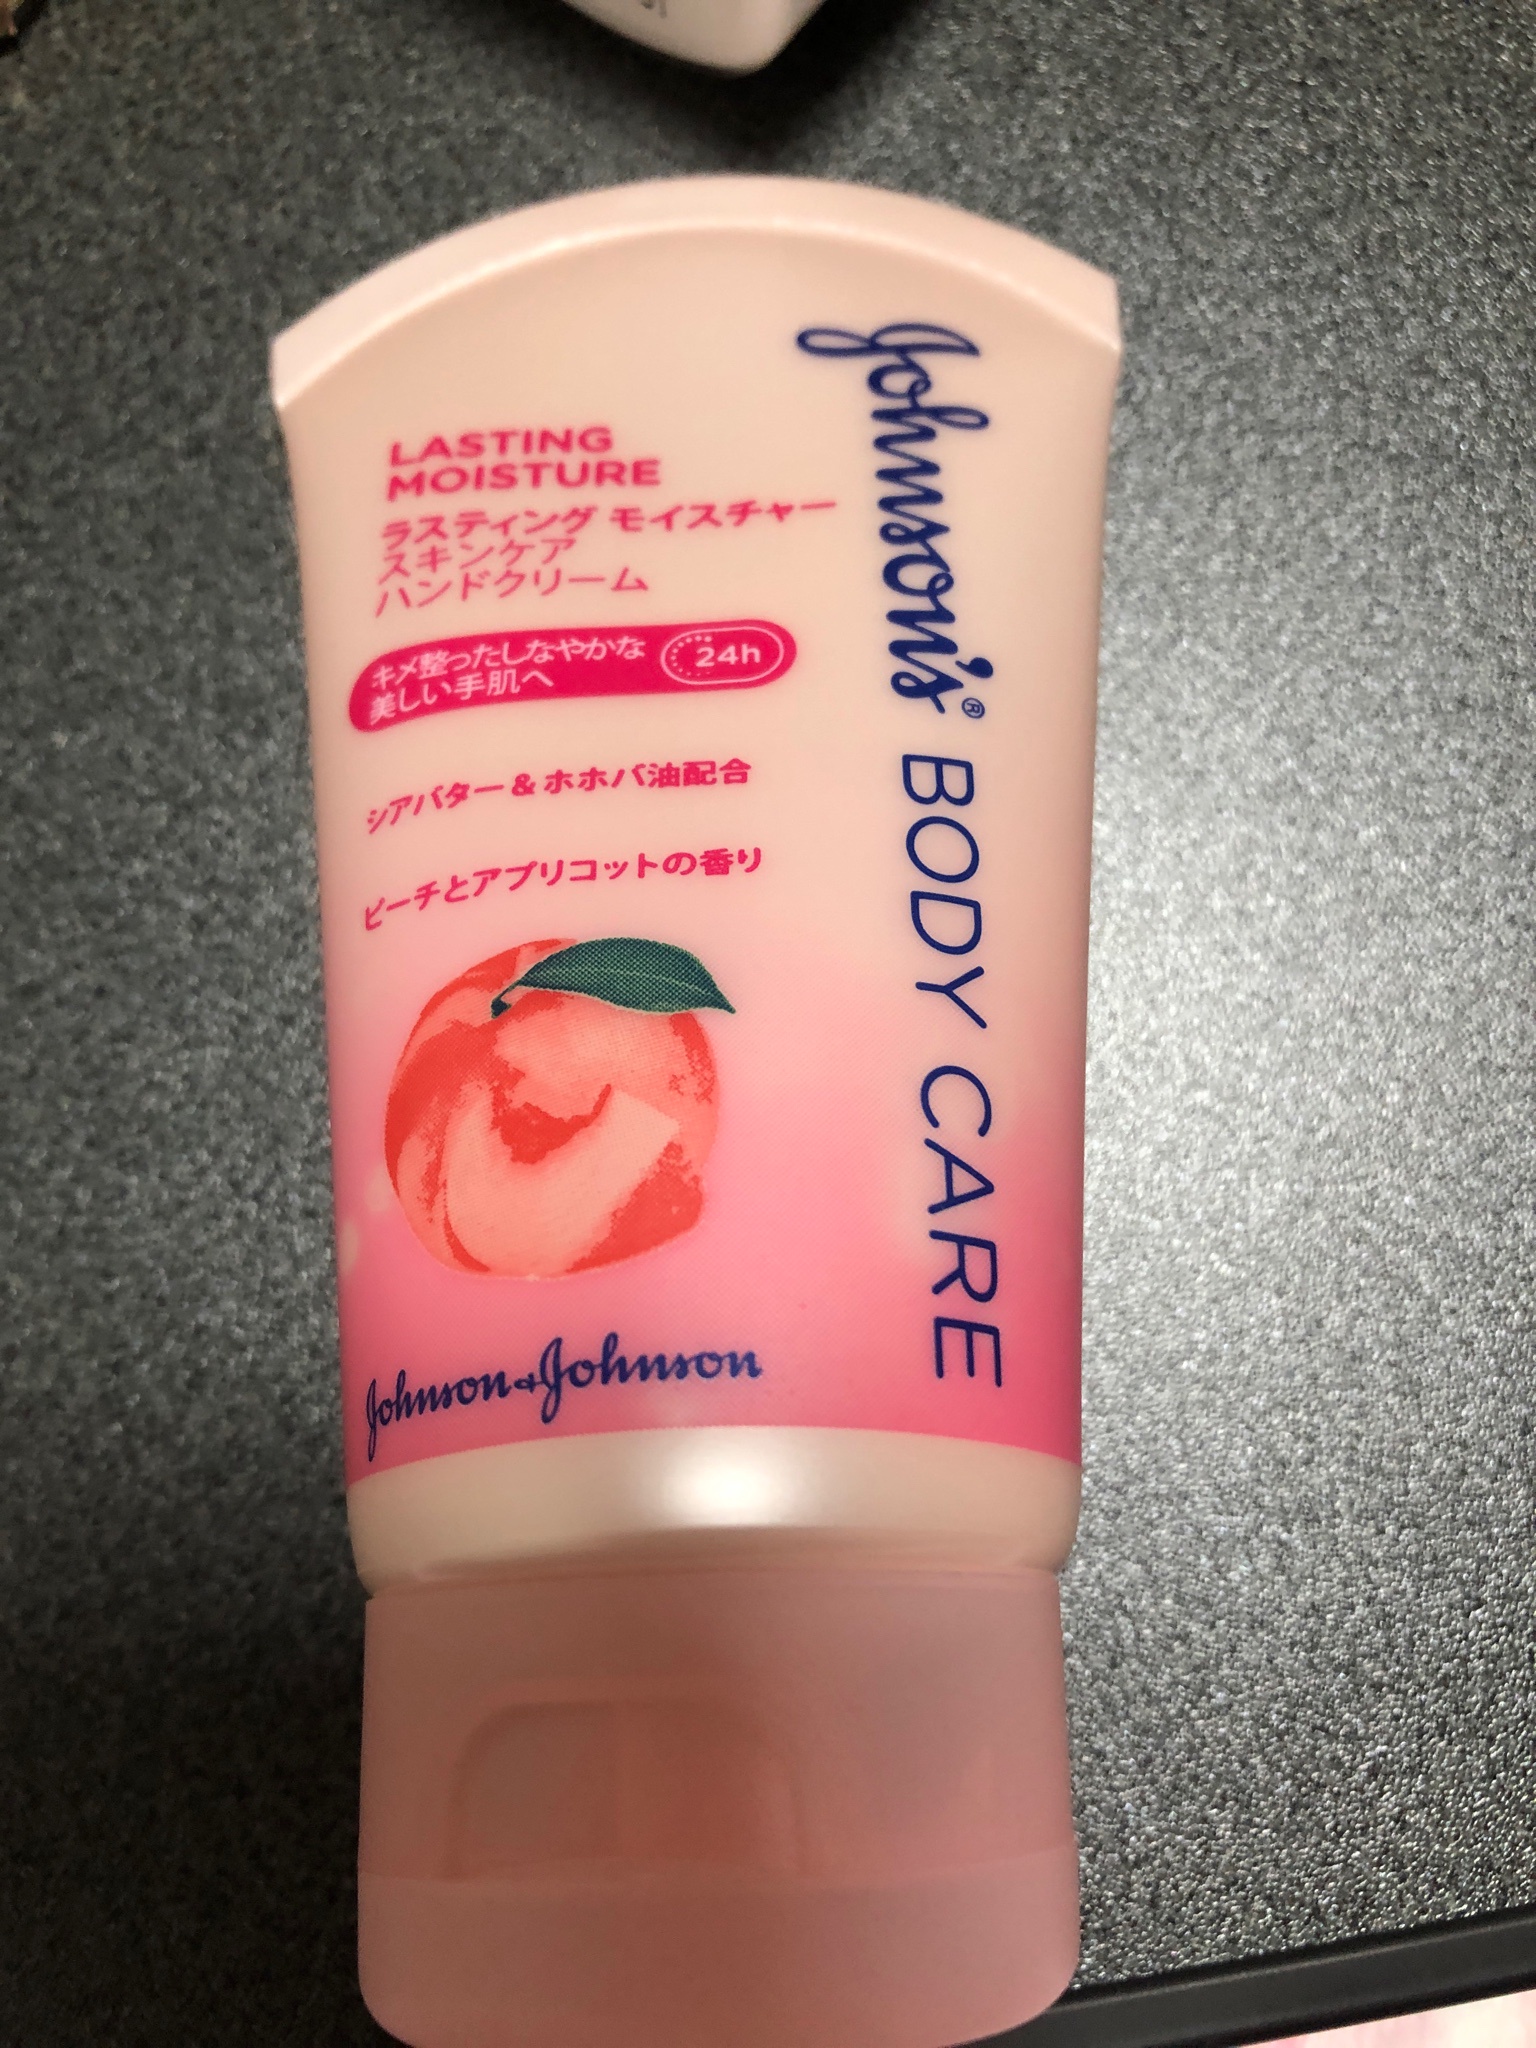 Johnson's® BODY CARE
LASTING
MOISTURE
ラスティング モイスチャー
スキンケア
ハンドクリーム
キメ整ったしなやかな
美しい手肌へ
24h
シアバター&ホホバ油配合
ピーチとアプリコットの香り
Johnson&Johnson